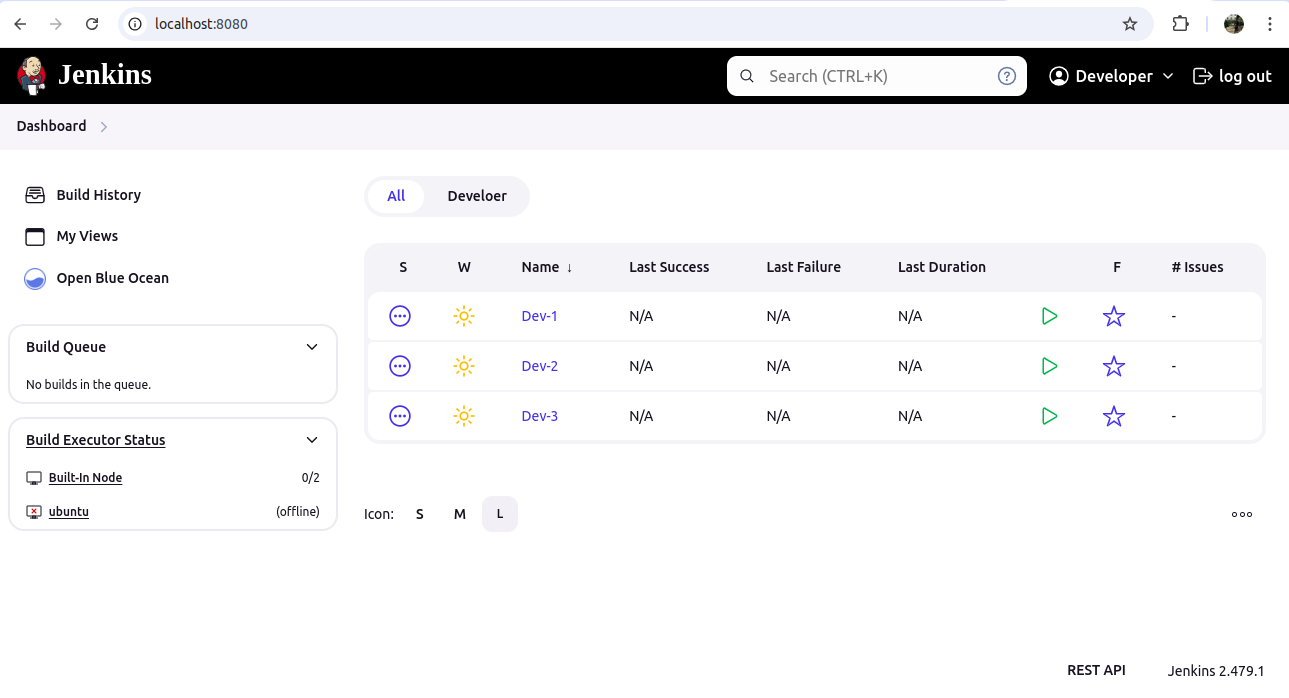 localhost:8080
Jenkins
Search (CTRL+K)
?
Developer
log out
Dashboard
Build History
My Views
Open Blue Ocean
Build Queue
No builds in the queue.
Build Executor Status
Built-In Node 0/2
ubuntu (offline)
All Develoer
S W Name ↓ Last Success Last Failure Last Duration F # Issues
Dev-1 N/A N/A N/A -
Dev-2 N/A N/A N/A -
Dev-3 N/A N/A N/A -
Icon: S M L
REST API Jenkins 2.479.1